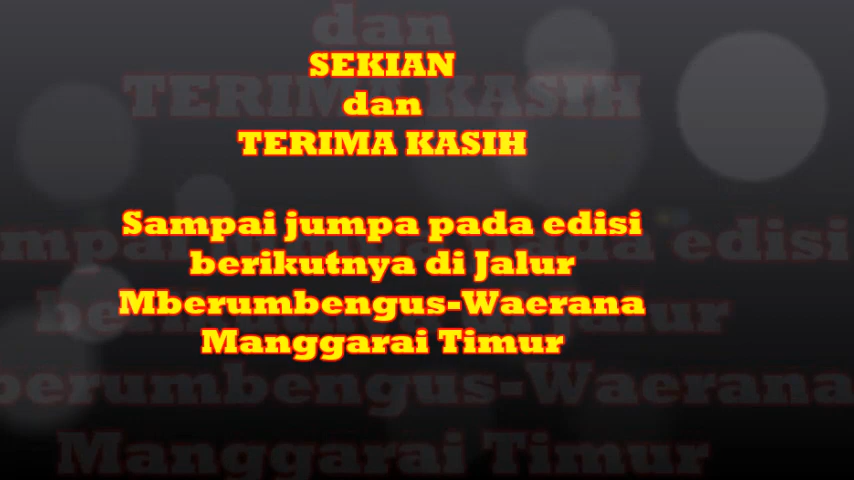 SEKIAN
dan
TERIMA KASIH
Sampai jumpa pada edisi
berikutnya di Jalur
Mberumbengus-Waerana
Manggarai Timur